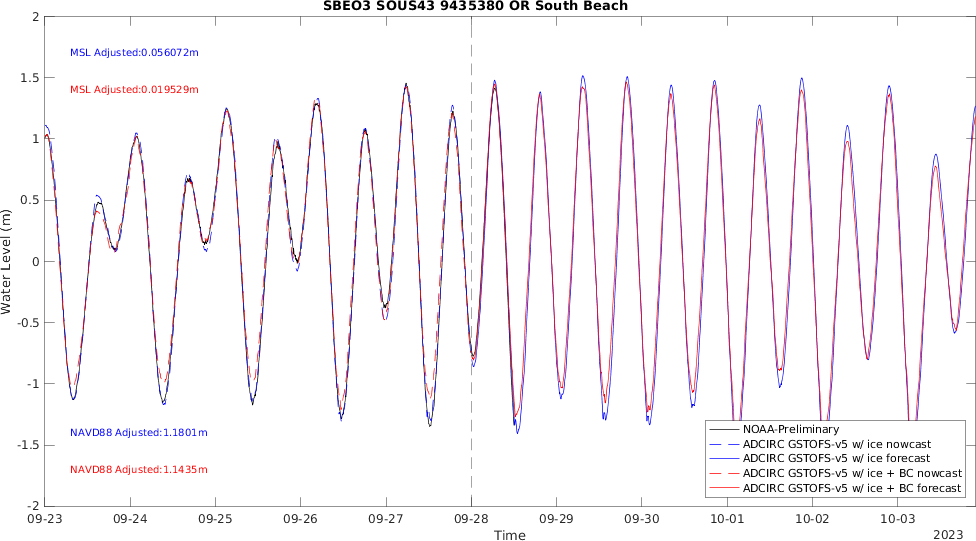 SBEO3 SOUS43 9435380 OR South Beach
2
1.5
1
0.5
0
-0.5
-1
-1.5
-2
Water Level (m)
MSL Adjusted:0.056072m
MSL Adjusted:0.019529m
NAVD88 Adjusted:1.1801m
NAVD88 Adjusted:1.1435m
NOAA-Preliminary
ADCIRC GSTOFS-v5 w/ ice nowcast
ADCIRC GSTOFS-v5 w/ ice forecast
ADCIRC GSTOFS-v5 w/ ice + BC nowcast
ADCIRC GSTOFS-v5 w/ ice + BC forecast
09-23 09-24 09-25 09-26 09-27 09-28 09-29 09-30 10-01 10-02 10-03
Time
2023